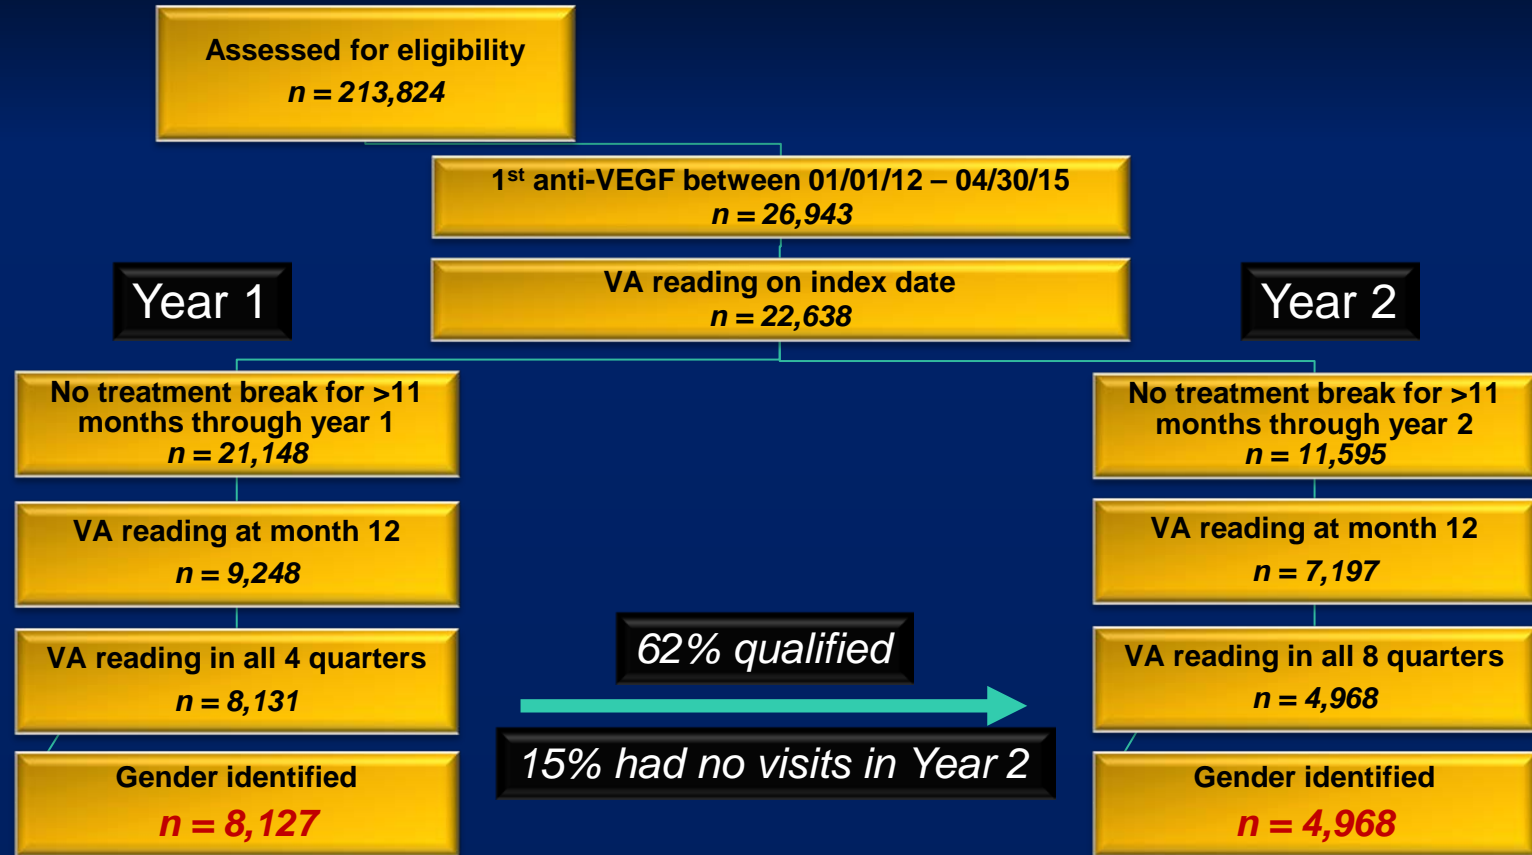 Assessed for eligibility
n = 213,824
1st anti-VEGF between 01/01/12 – 04/30/15
n = 26,943
VA reading on index date
n = 22,638
Year 1
No treatment break for >11
months through year 1
n = 21,148
VA reading at month 12
n = 9,248
VA reading in all 4 quarters
n = 8,131
Gender identified
n = 8,127
62% qualified
15% had no visits in Year 2
Year 2
No treatment break for >11
months through year 2
n = 11,595
VA reading at month 12
n = 7,197
VA reading in all 8 quarters
n = 4,968
Gender identified
n = 4,968